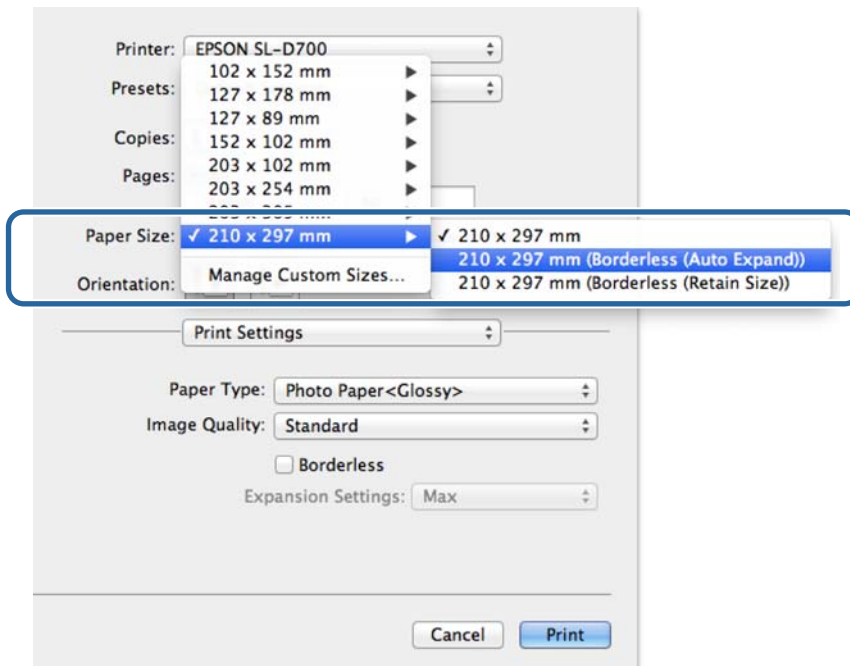 Printer: EPSON SL-D700
102 x 152 mm
Presets:
127 x 178 mm
127 x 89 mm
Copies:
152 x 102 mm
203 x 102 mm
Pages:
203 x 254 mm
Paper Size: ✓ 210 x 297 mm ✓ 210 x 297 mm
210 x 297 mm (Borderless (Auto Expand))
Orientation: Manage Custom Sizes... 210 x 297 mm (Borderless (Retain Size))
Print Settings
Paper Type: Photo Paper<Glossy>
Image Quality: Standard
Borderless
Expansion Settings: Max
Cancel Print